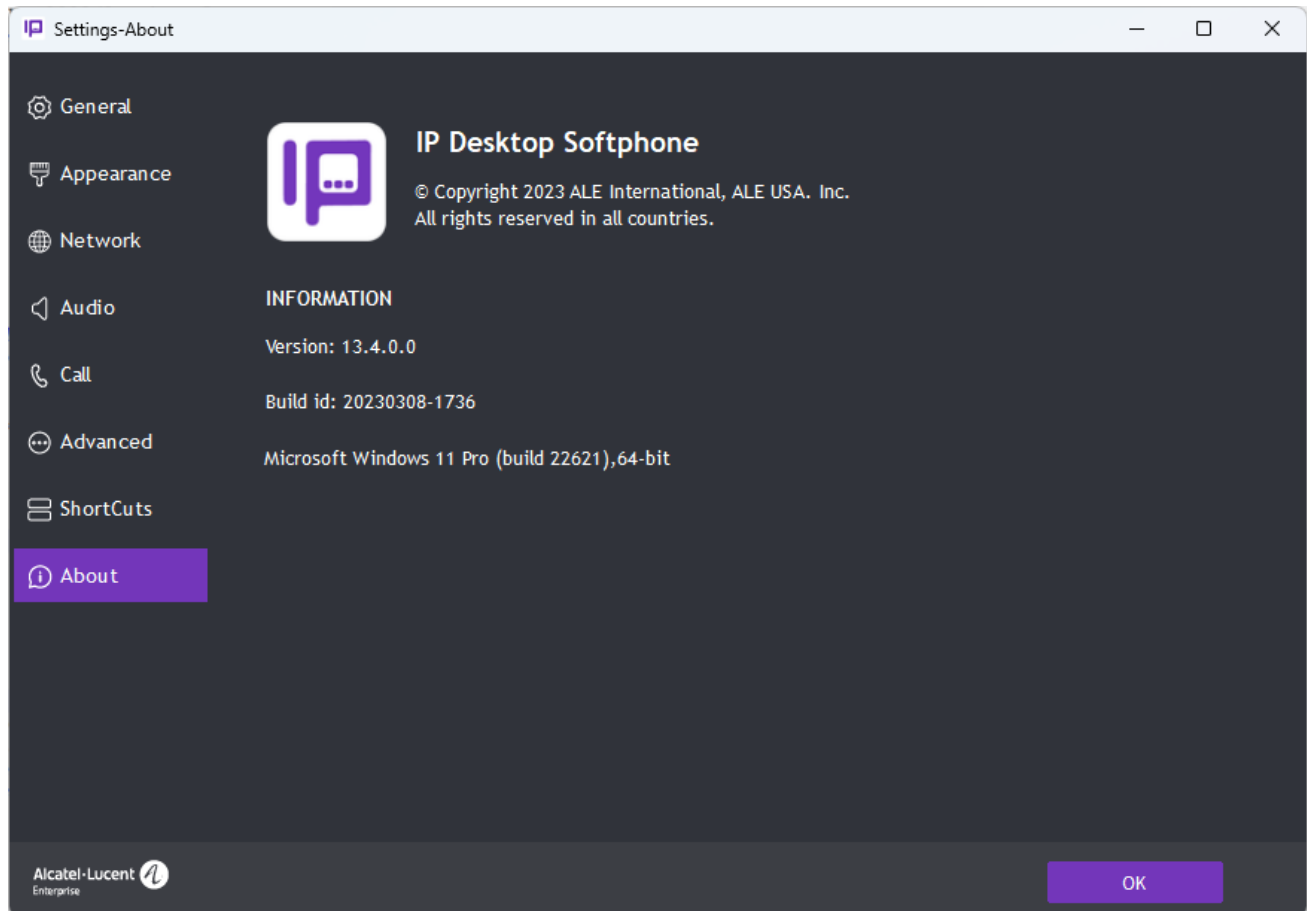 Settings-About
General
Appearance
Network
Audio
Call
Advanced
ShortCuts
About
IP Desktop Softphone
© Copyright 2023 ALE International, ALE USA. Inc.
All rights reserved in all countries.
INFORMATION
Version: 13.4.0.0
Build id: 20230308-1736
Microsoft Windows 11 Pro (build 22621),64-bit
Alcatel·Lucent
Enterprise
OK